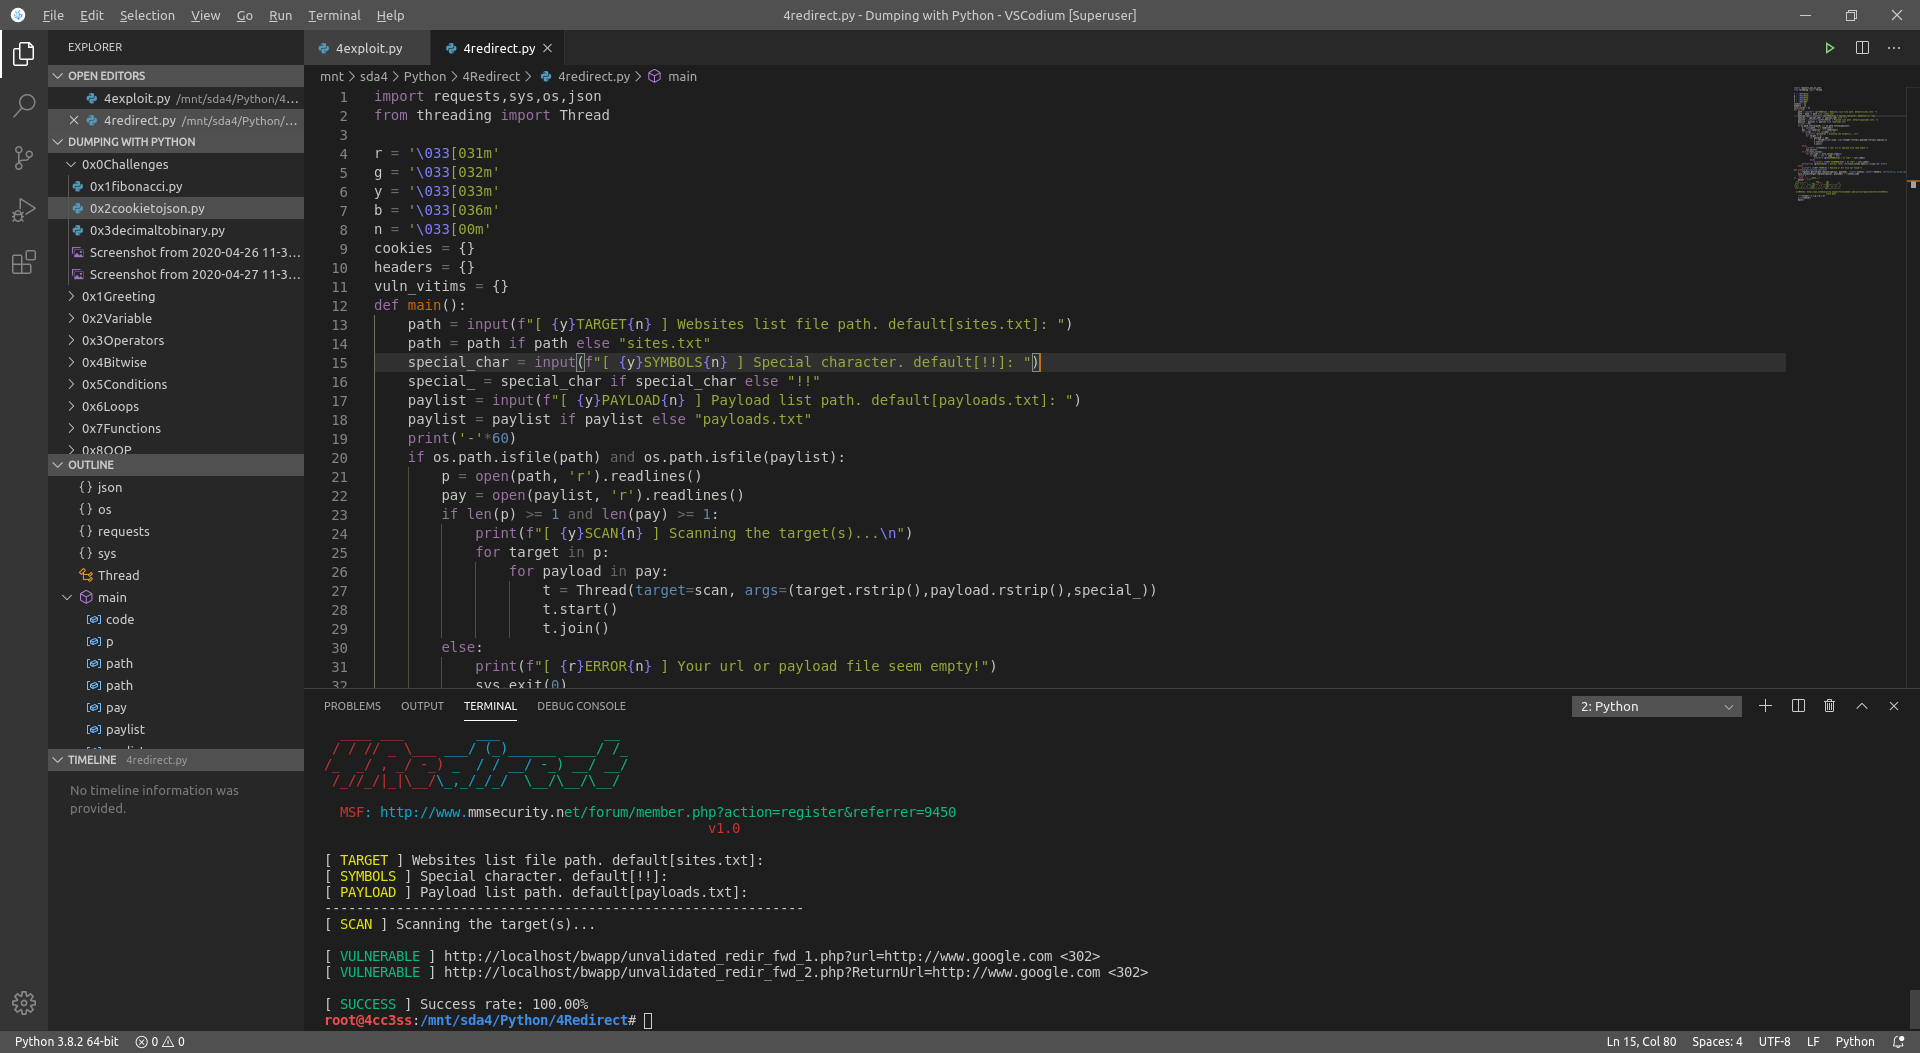 File Edit Selection View Go Run Terminal Help
4redirect.py - Dumping with Python - VSCodium [Superuser]
EXPLORER
OPEN EDITORS
4exploit.py /mnt/sda4/Python/4...
4redirect.py /mnt/sda4/Python/...
DUMPING WITH PYTHON
0x0Challenges
0x1fibonacci.py
0x2cookietojson.py
0x3decimaltobinary.py
Screenshot from 2020-04-26 11-3...
Screenshot from 2020-04-27 11-3...
0x1Greeting
0x2Variable
0x3Operators
0x4Bitwise
0x5Conditions
0x6Loops
0x7Functions
0x8OOP
OUTLINE
{} json
{} os
{} requests
{} sys
Thread
main
code
p
path
path
pay
paylist
TIMELINE 4redirect.py
No timeline information was
provided.
4exploit.py 4redirect.py
mnt > sda4 > Python > 4Redirect > 4redirect.py > main
1 import requests,sys,os,json
2 from threading import Thread
3
4 r = '\033[031m'
5 g = '\033[032m'
6 y = '\033[033m'
7 b = '\033[036m'
8 n = '\033[00m'
9 cookies = {}
10 headers = {}
11 vuln_vitims = {}
12 def main():
13 path = input(f"[ {y}TARGET{n} ] Websites list file path. default[sites.txt]: ")
14 path = path if path else "sites.txt"
15 special_char = input(f"[ {y}SYMBOLS{n} ] Special character. default[!!]: ")
16 special_ = special_char if special_char else "!!"
17 paylist = input(f"[ {y}PAYLOAD{n} ] Payload list path. default[payloads.txt]: ")
18 paylist = paylist if paylist else "payloads.txt"
19 print('-'*60)
20 if os.path.isfile(path) and os.path.isfile(paylist):
21 p = open(path, 'r').readlines()
22 pay = open(paylist, 'r').readlines()
23 if len(p) >= 1 and len(pay) >= 1:
24 print(f"[ {y}SCAN{n} ] Scanning the target(s)...\n")
25 for target in p:
26 for payload in pay:
27 t = Thread(target=scan, args=(target.rstrip(),payload.rstrip(),special_))
28 t.start()
29 t.join()
30 else:
31 print(f"[ {r}ERROR{n} ] Your url or payload file seem empty!")
32 sys.exit(0)
PROBLEMS OUTPUT TERMINAL DEBUG CONSOLE
2: Python
MSF: http://www.mmsecurity.net/forum/member.php?action=register&referrer=9450
v1.0
[ TARGET ] Websites list file path. default[sites.txt]:
[ SYMBOLS ] Special character. default[!!]:
[ PAYLOAD ] Payload list path. default[payloads.txt]:
------------------------------------------------------------
[ SCAN ] Scanning the target(s)...
[ VULNERABLE ] http://localhost/bwapp/unvalidated_redir_fwd_1.php?url=http://www.google.com <302>
[ VULNERABLE ] http://localhost/bwapp/unvalidated_redir_fwd_2.php?ReturnUrl=http://www.google.com <302>
[ SUCCESS ] Success rate: 100.00%
root@4cc3ss:/mnt/sda4/Python/4Redirect#
Python 3.8.2 64-bit 0 0
Ln 15, Col 80 Spaces: 4 UTF-8 LF Python